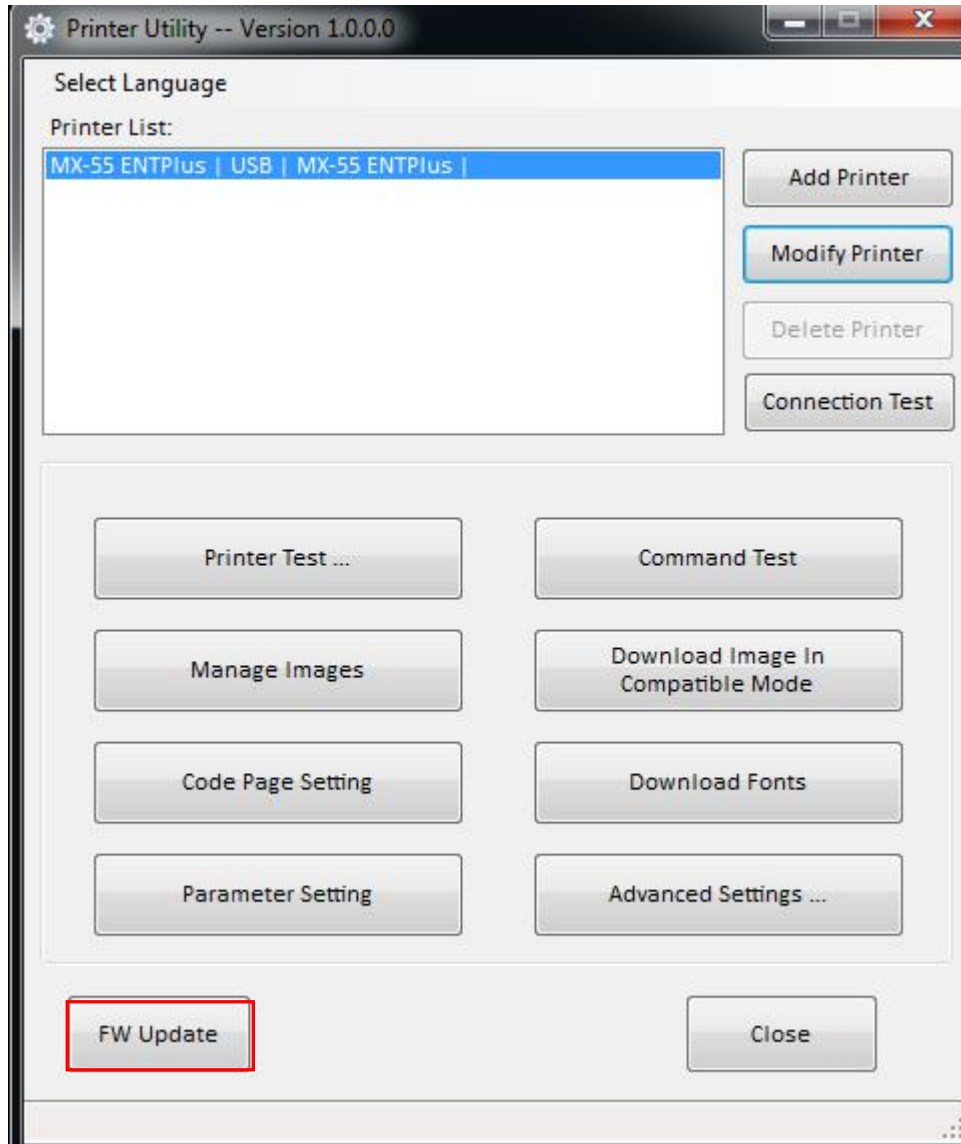 Printer Utility -- Version 1.0.0.0
Select Language
Printer List:
MX-55 ENTPlus | USB | MX-55 ENTPlus |
Add Printer
Modify Printer
Delete Printer
Connection Test
Printer Test ...
Command Test
Manage Images
Download Image In
Compatible Mode
Code Page Setting
Download Fonts
Parameter Setting
Advanced Settings ...
FW Update
Close